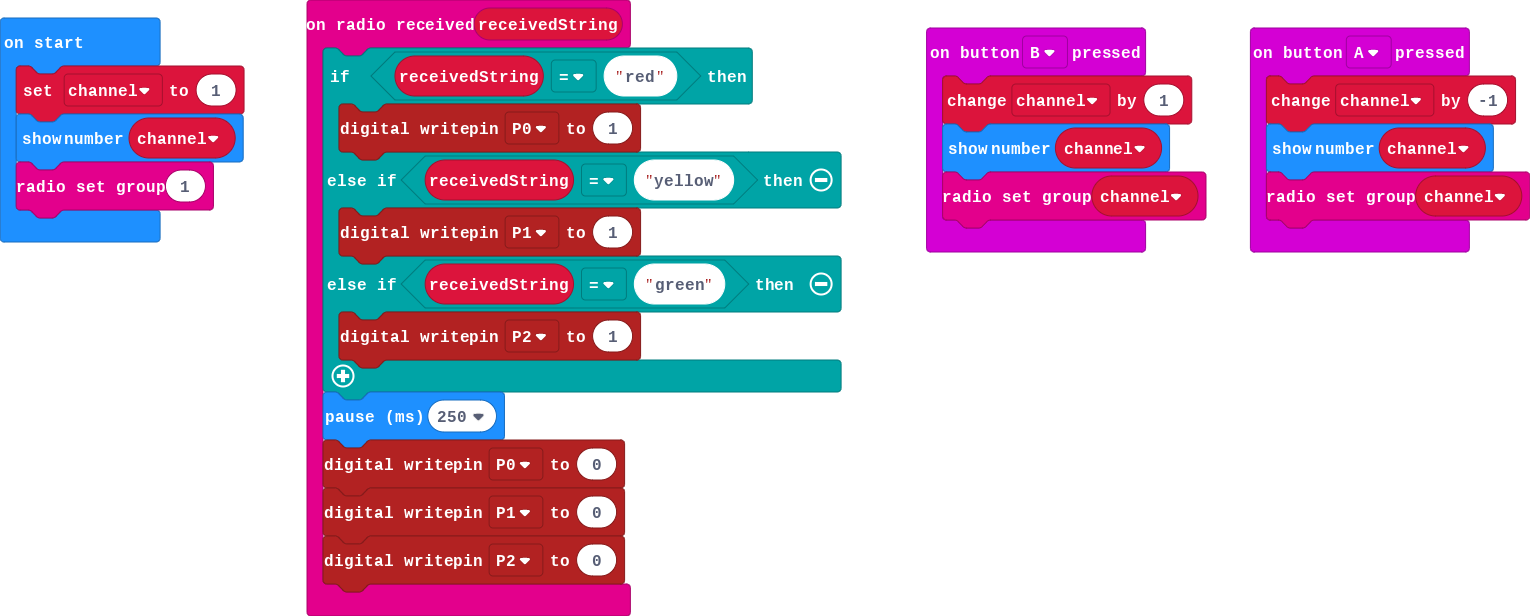 on start
set channel to 1
show number channel
radio set group 1
on radio received receivedString
if receivedString = "red" then
digital write pin P0 to 1
else if receivedString = "yellow" then
digital write pin P1 to 1
else if receivedString = "green" then
digital write pin P2 to 1
pause (ms) 250
digital write pin P0 to 0
digital write pin P1 to 0
digital write pin P2 to 0
on button B pressed
change channel by 1
show number channel
radio set group channel
on button A pressed
change channel by -1
show number channel
radio set group channel